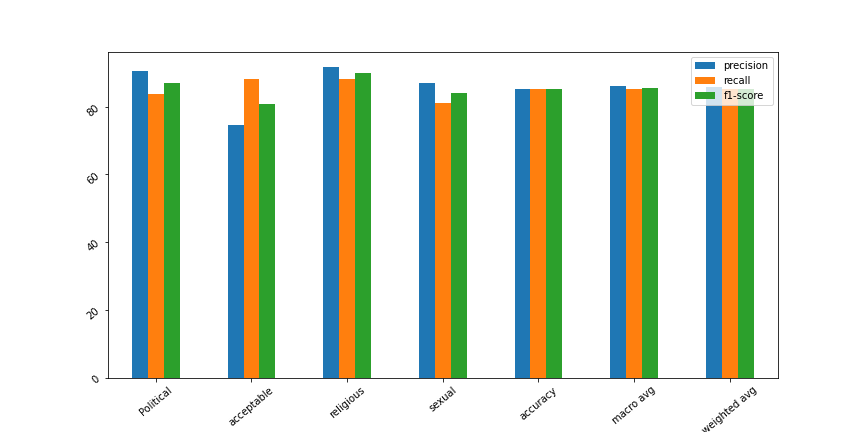 precision
recall
f1-score
80
60
40
20
0
Political
acceptable
religious
sexual
accuracy
macro avg
weighted avg